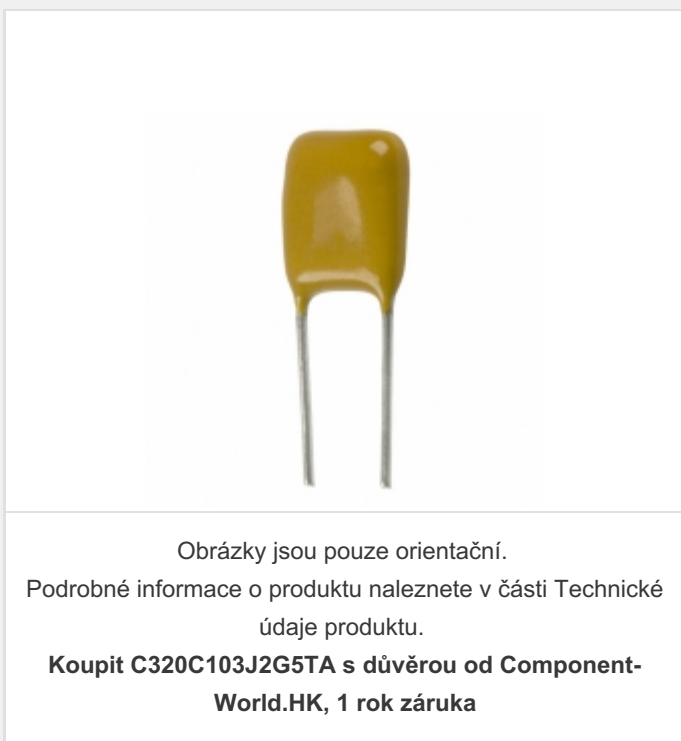 Obrázky jsou pouze orientační.
Podrobné informace o produktu naleznete v části Technické
údaje produktu.
Koupit C320C103J2G5TA s důvěrou od Component-
World.HK, 1 rok záruka